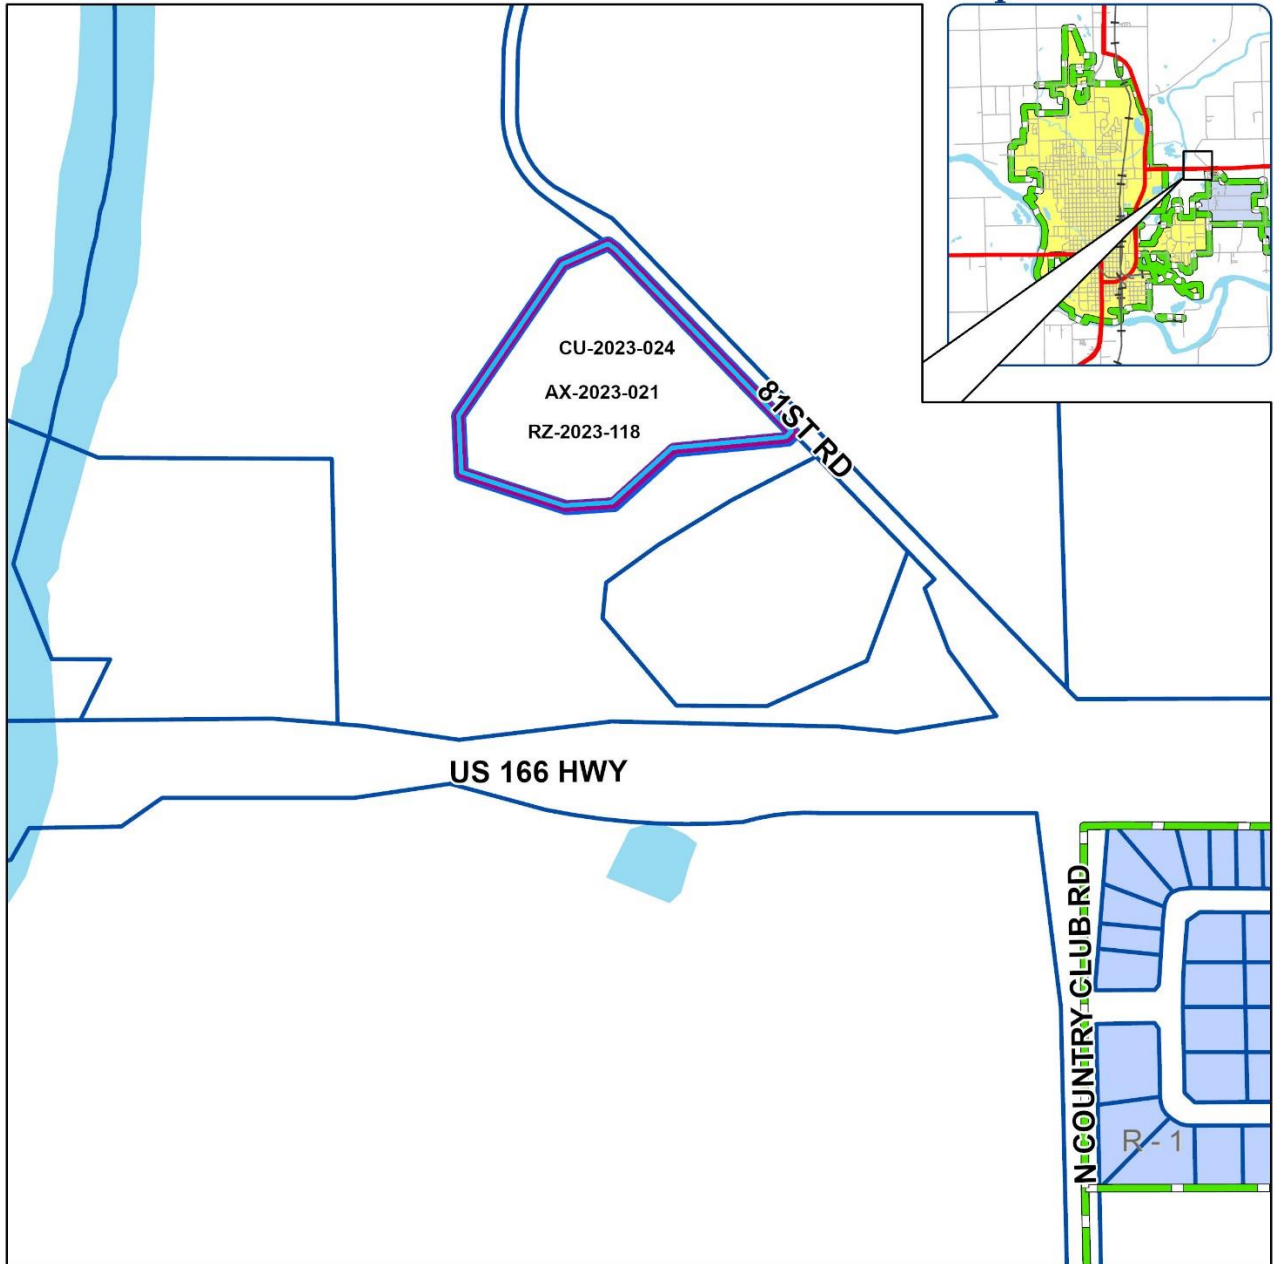 CU-2023-024
AX-2023-021
RZ-2023-118
81ST RD
US 166 HWY
N COUNTRY CLUB RD
R - 1